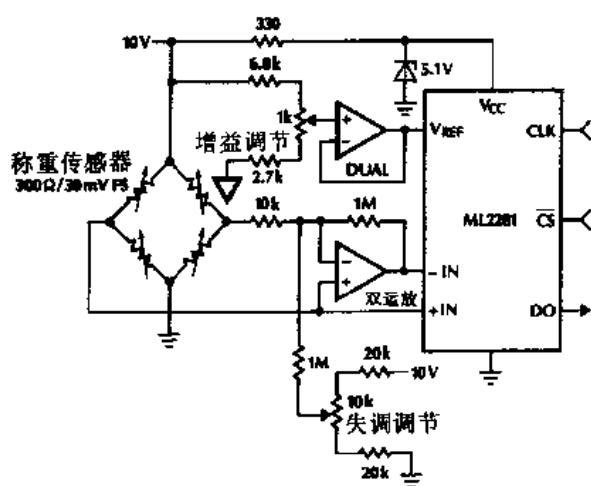 330
10V
6.8k
5.1V
1k
VCC
VREF
CLK
增益调节
DUAL
称重传感器
300Ω/30mV FS
2.7k
10k
1M
ML2281
CS
-IN
双运放
+IN
DO
1M
20k
10V
10k
失调调节
20k